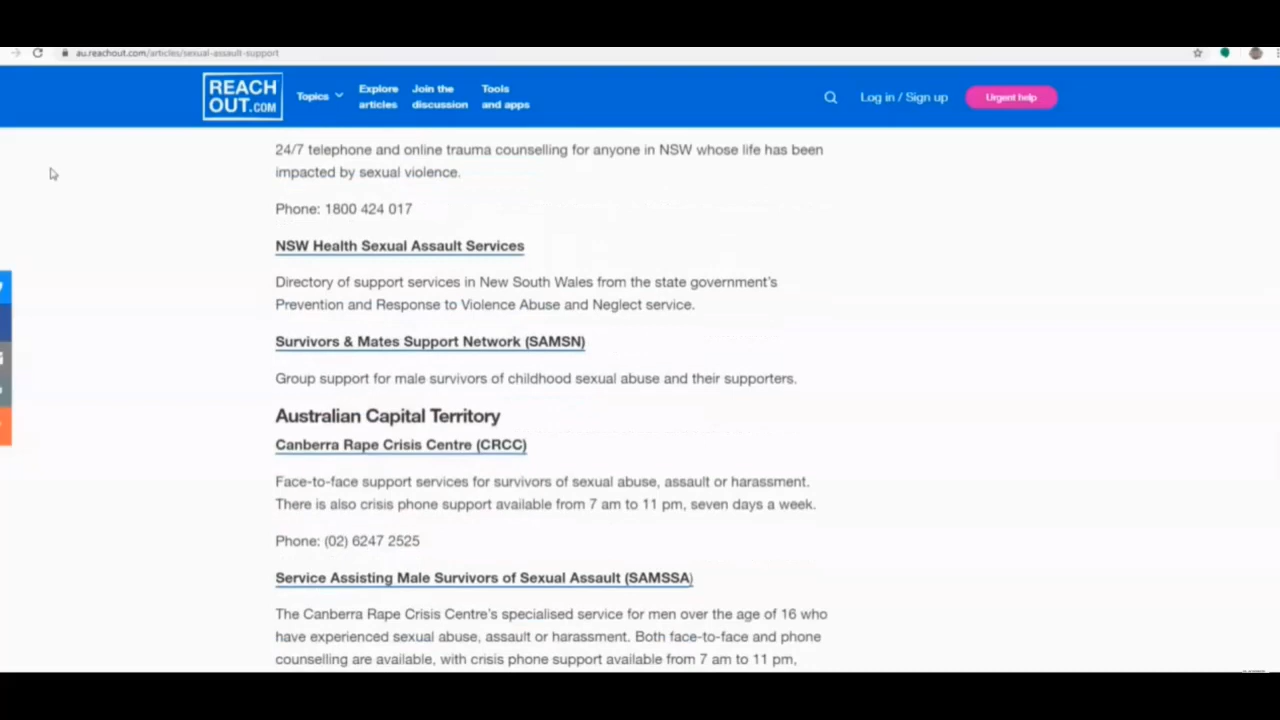 au.reachout.com/articles/sexual-assault-support
REACH
OUT.COM
Topics
Explore
articles
Join the
discussion
Tools
and apps
Log in / Sign up
Urgent help
24/7 telephone and online trauma counselling for anyone in NSW whose life has been
impacted by sexual violence.
Phone: 1800 424 017
NSW Health Sexual Assault Services
Directory of support services in New South Wales from the state government's
Prevention and Response to Violence Abuse and Neglect service.
Survivors & Mates Support Network (SAMSN)
Group support for male survivors of childhood sexual abuse and their supporters.
Australian Capital Territory
Canberra Rape Crisis Centre (CRCC)
Face-to-face support services for survivors of sexual abuse, assault or harassment.
There is also crisis phone support available from 7 am to 11 pm, seven days a week.
Phone: (02) 6247 2525
Service Assisting Male Survivors of Sexual Assault (SAMSSA)
The Canberra Rape Crisis Centre's specialised service for men over the age of 16 who
have experienced sexual abuse, assault or harassment. Both face-to-face and phone
counselling are available, with crisis phone support available from 7 am to 11 pm,